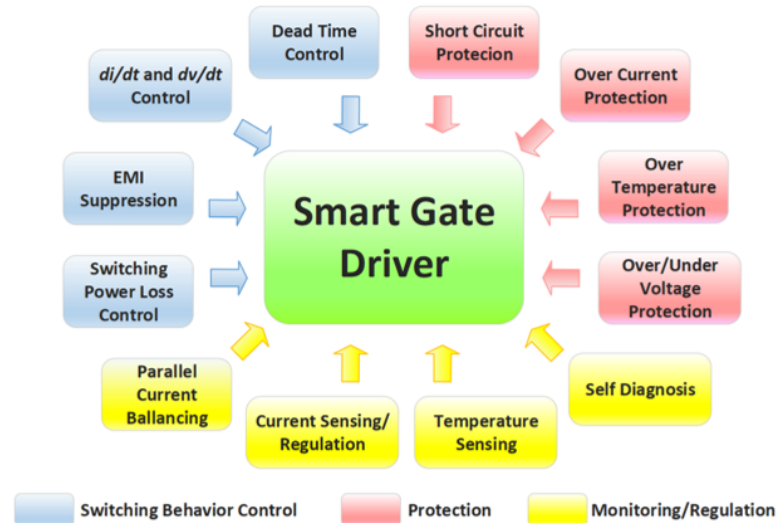 Dead Time
Control
Short Circuit
Protecion
di/dt and dv/dt
Control
Over Current
Protection
EMI
Suppression
Smart Gate
Driver
Over
Temperature
Protection
Switching
Power Loss
Control
Over/Under
Voltage
Protection
Parallel
Current
Ballancing
Current Sensing/
Regulation
Temperature
Sensing
Self Diagnosis
Switching Behavior Control
Protection
Monitoring/Regulation